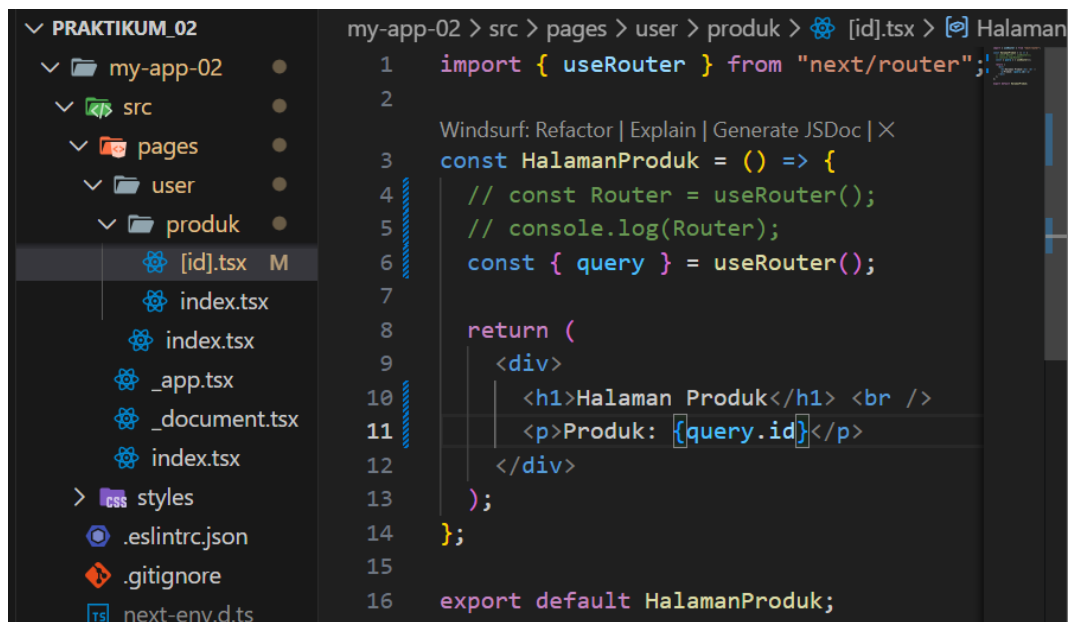 PRAKTIKUM_02
my-app-02
src
pages
user
produk
[id].tsx M
index.tsx
index.tsx
_app.tsx
_document.tsx
index.tsx
styles
.eslintrc.json
.gitignore
next-env.d.ts
my-app-02 > src > pages > user > produk > [id].tsx > Halaman
1 import { useRouter } from "next/router";
2
Windsurf: Refactor | Explain | Generate JSDoc | ×
3 const HalamanProduk = () => {
4 // const Router = useRouter();
5 // console.log(Router);
6 const { query } = useRouter();
7
8 return (
9 <div>
10 <h1>Halaman Produk</h1> <br />
11 <p>Produk: {query.id}</p>
12 </div>
13 );
14 };
15
16 export default HalamanProduk;